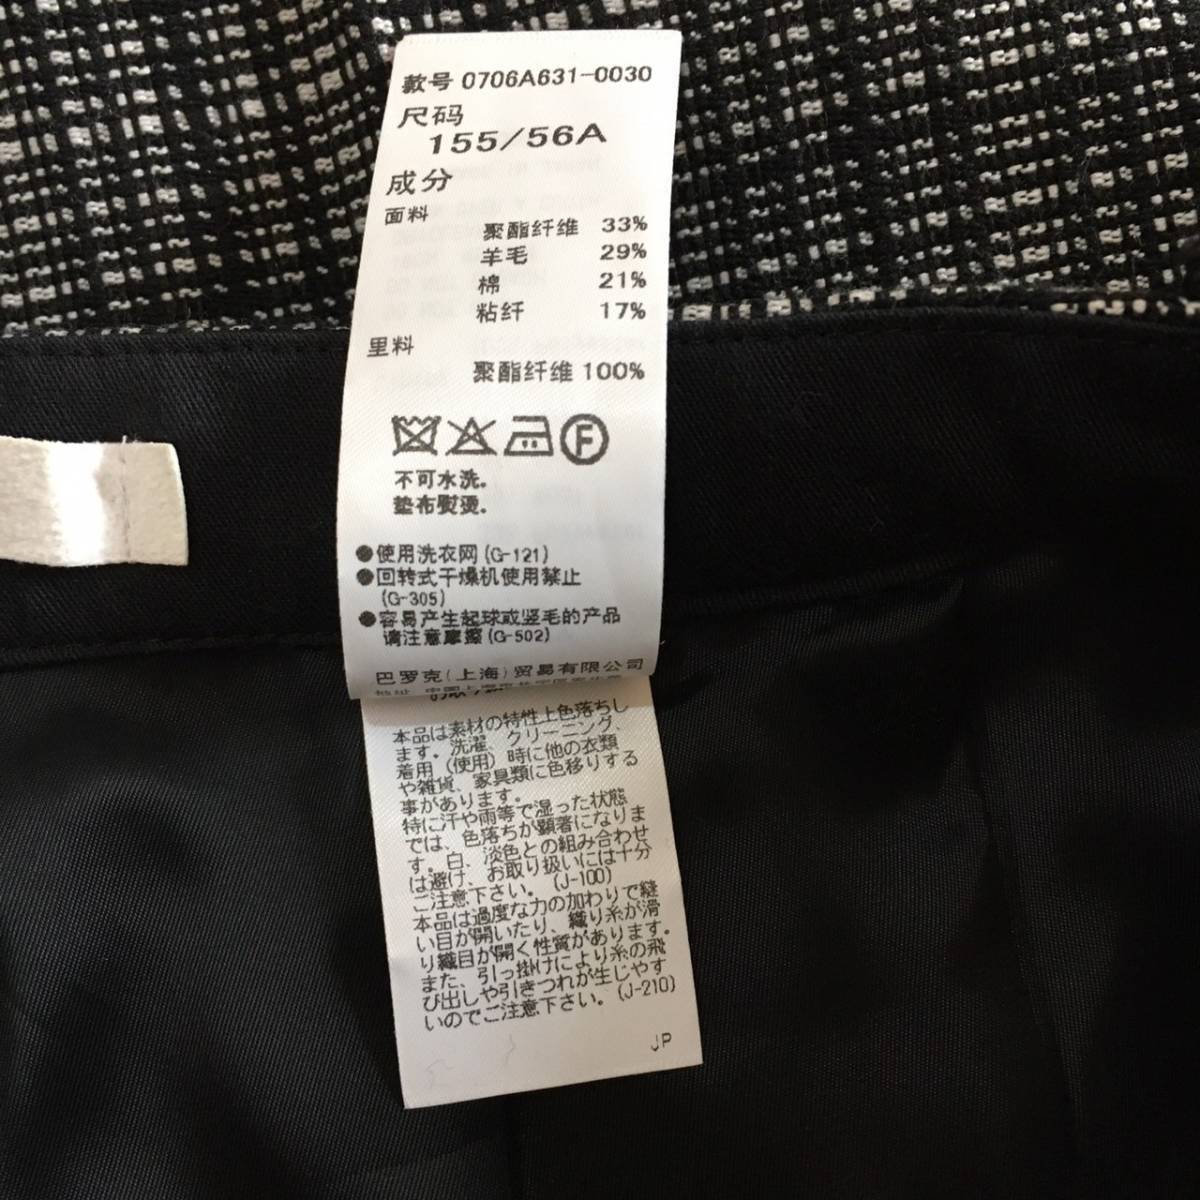 款号 0706A631-0030
尺码
155/56A
成分
面料
聚酯纤维 33%
羊毛 29%
棉 21%
粘纤 17%
里料
聚酯纤维 100%
F
不可水洗.
垫布熨烫.
●使用洗衣网(G-121)
●回转式干燥机使用禁止
(G-305)
●容易产生起球或竖毛的产品
请注意摩擦(G-502)
巴罗克(上海)贸易有限公司
本品は素材の特性上色落ちし
ます。洗濯、クリーニング、
着用(使用)時に他の衣類
や雑貨、家具類に色移りする
事があります。
特に汗や雨等で湿った状態
では、色落ちが顕著になりま
す。白、淡色との組み合わせ
は避け、お取り扱いには十分
ご注意下さい。(J-100)
本品は過度な力の加わりで縫
い目が開いたり、織り糸が滑
り織目が開く性質があります。
また、引っ掛けにより糸の飛
び出しや引きつれが生じやす
いのでご注意下さい。(J-210)
JP